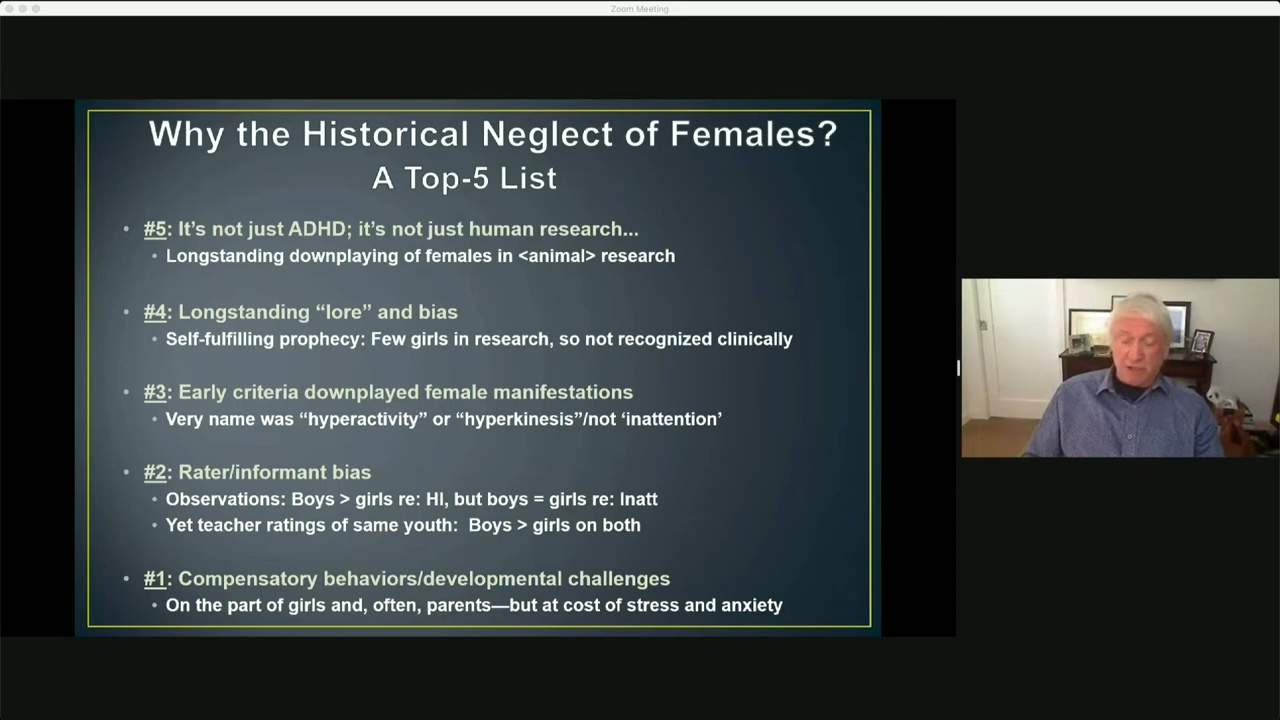 Zoom Meeting
Why the Historical Neglect of Females?
A Top-5 List
• #5: It’s not just ADHD; it’s not just human research...
• Longstanding downplaying of females in <animal> research
• #4: Longstanding “lore” and bias
• Self-fulfilling prophecy: Few girls in research, so not recognized clinically
• #3: Early criteria downplayed female manifestations
• Very name was “hyperactivity” or “hyperkinesis”/not ‘inattention’
• #2: Rater/informant bias
• Observations: Boys > girls re: HI, but boys = girls re: Inatt
• Yet teacher ratings of same youth:  Boys > girls on both
• #1: Compensatory behaviors/developmental challenges
• On the part of girls and, often, parents—but at cost of stress and anxiety